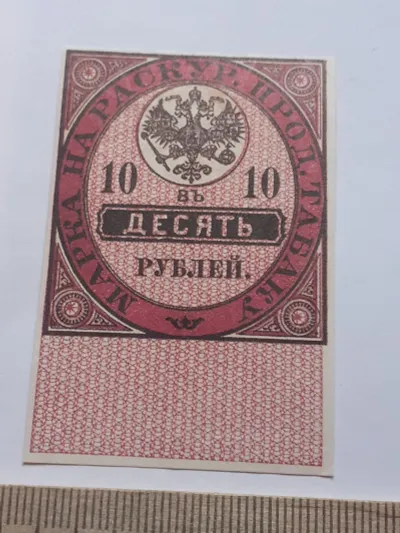 МАРКА НА РАСКУР. ПРОД. ТАБАКУ
10 10
ВЪ
ДЕСЯТЬ
РУБЛЕЙ.